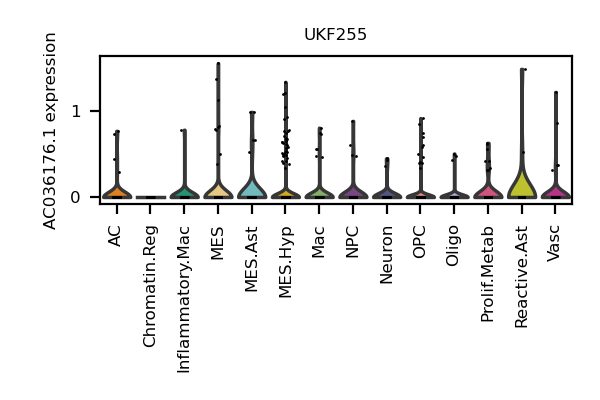 UKF255
AC036176.1 expression
1
0
AC
Chromatin.Reg
Inflammatory.Mac
MES
MES.Ast
MES.Hyp
Mac
NPC
Neuron
OPC
Oligo
Prolif.Metab
Reactive.Ast
Vasc